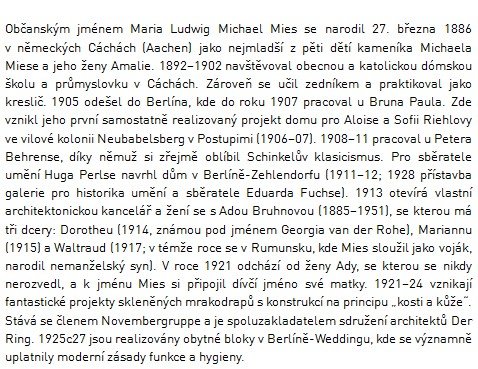 Občanským jménem Maria Ludwig Michael Mies se narodil 27. března 1886
v německých Cáchách (Aachen) jako nejmladší z pěti dětí kameníka Michaela
Miese a jeho ženy Amalie. 1892–1902 navštěvoval obecnou a katolickou dómskou
školu a průmyslovku v Cáchách. Zároveň se učil zedníkem a praktikoval jako
kreslič. 1905 odešel do Berlína, kde do roku 1907 pracoval u Bruna Paula. Zde
vznikl jeho první samostatně realizovaný projekt domu pro Aloise a Sofii Riehlovy
ve vilové kolonii Neubabelsberg v Postupimi (1906–07). 1908–11 pracoval u Petera
Behrense, díky němuž si zřejmě oblíbil Schinkelův klasicismus. Pro sběratele
umění Huga Perlse navrhl dům v Berlíně-Zehlendorfu (1911–12; 1928 přístavba
galerie pro historika umění a sběratele Eduarda Fuchse). 1913 otevírá vlastní
architektonickou kancelář a žení se s Adou Bruhnovou (1885–1951), se kterou má
tři dcery: Dorotheu (1914, známou pod jménem Georgia van der Rohe), Mariannu
(1915) a Waltraud (1917; v témže roce se v Rumunsku, kde Mies sloužil jako voják,
narodil nemanželský syn). V roce 1921 odchází od ženy Ady, se kterou se nikdy
nerozvedl, a k jménu Mies si připojil dívčí jméno své matky. 1921–24 vznikají
fantastické projekty skleněných mrakodrapů s konstrukcí na principu „kosti a kůže“.
Stává se členem Novembergruppe a je spoluzakladatelem sdružení architektů Der
Ring. 1925c27 jsou realizovány obytné bloky v Berlíně-Weddingu, kde se významně
uplatnily moderní zásady funkce a hygieny.